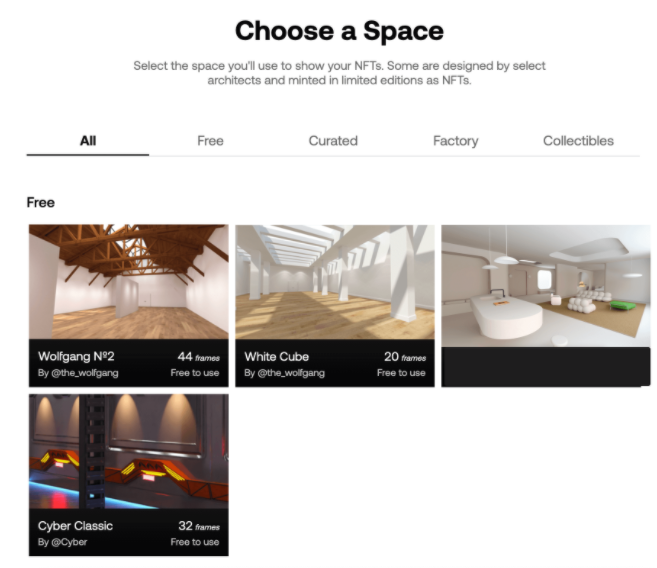 Choose a Space
Select the space you'll use to show your NFTs. Some are designed by select
architects and minted in limited editions as NFTs.
All Free Curated Factory Collectibles
Free
Wolfgang Nº2 44 frames
By @the_wolfgang Free to use
White Cube 20 frames
By @the_wolfgang Free to use
Cyber Classic 32 frames
By @Cyber Free to use